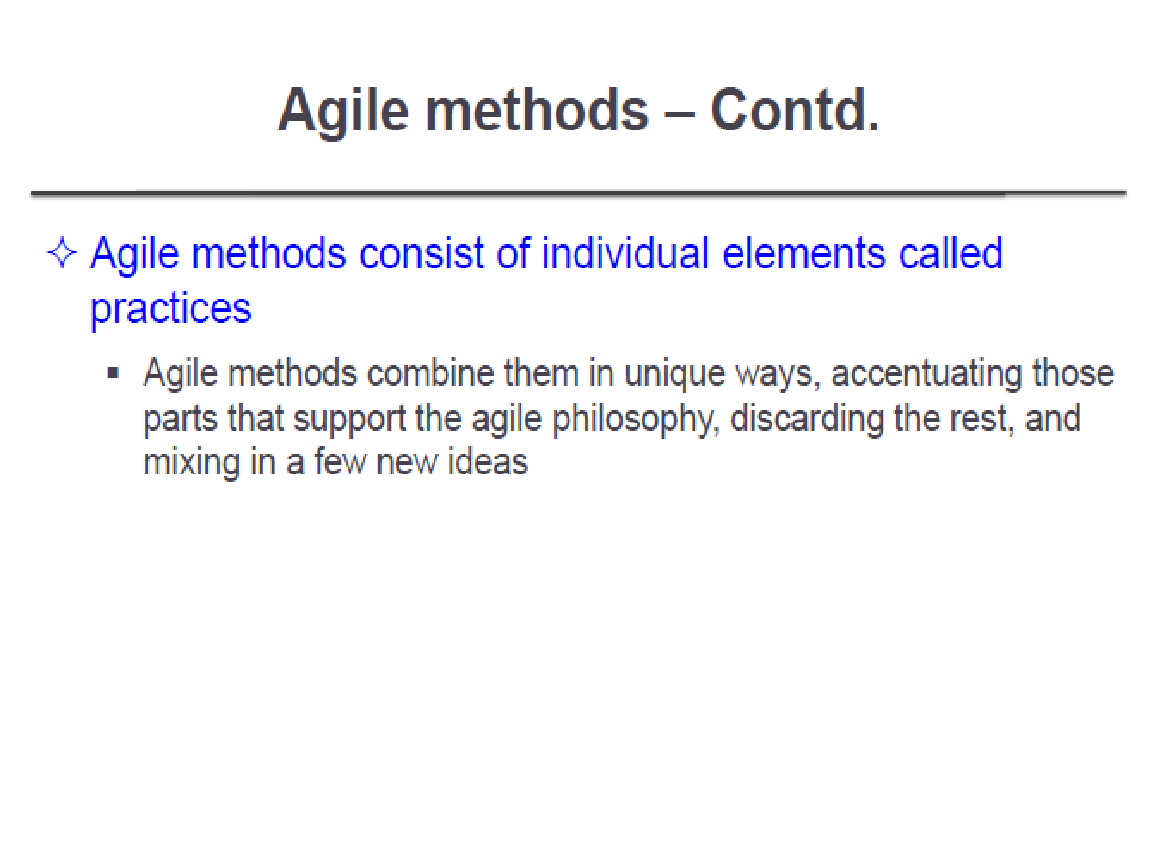 Agile methods – Contd.
✧ Agile methods consist of individual elements called
practices
▪ Agile methods combine them in unique ways, accentuating those
parts that support the agile philosophy, discarding the rest, and
mixing in a few new ideas